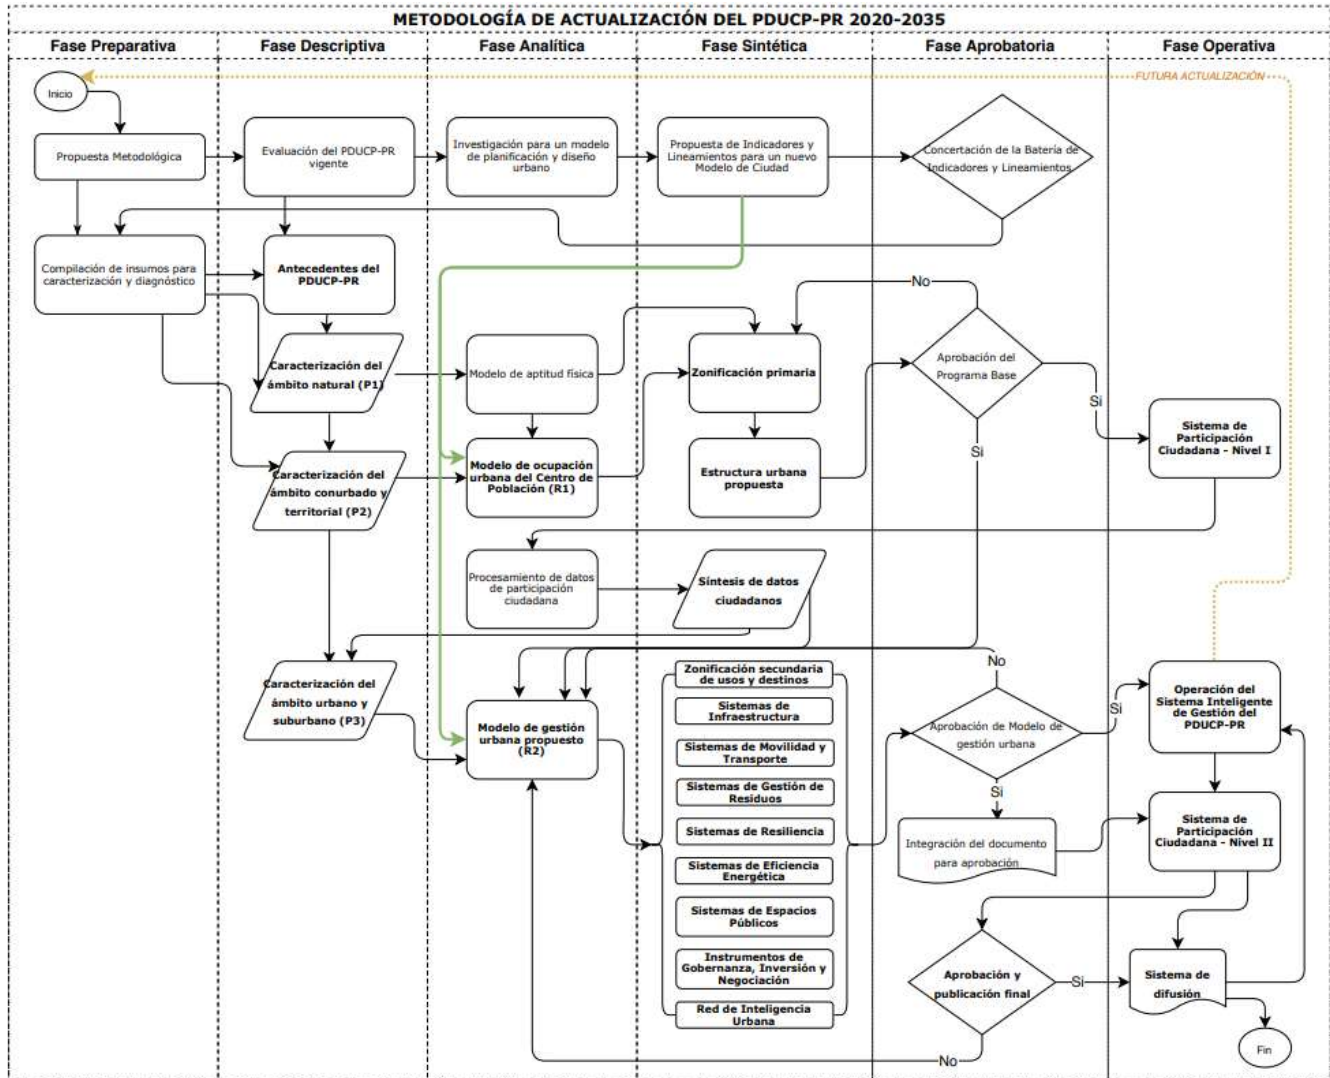 METODOLOGÍA DE ACTUALIZACIÓN DEL PDUCP-PR 2020-2035
Fase Preparativa
Fase Descriptiva
Fase Analítica
Fase Sintética
Fase Aprobatoria
Fase Operativa
FUTURA ACTUALIZACIÓN
Inicio
Propuesta Metodológica
Evaluación del PDUCP-PR
vigente
Investigación para un modelo
de planificación y diseño
urbano
Propuesta de Indicadores y
Lineamientos para un nuevo
Modelo de Ciudad
Concertación de la Batería de
Indicadores y Lineamientos
Compilación de insumos para
caracterización y diagnóstico
Antecedentes del
PDUCP-PR
No
Caracterización del
ámbito natural (P1)
Modelo de aptitud física
Zonificación primaria
Aprobación del
Programa Base
Si
Si
Sistema de
Participación
Ciudadana - Nivel I
Caracterización del
ámbito conurbado y
territorial (P2)
Modelo de ocupación
urbana del Centro de
Población (R1)
Estructura urbana
propuesta
Procesamiento de datos
de participación
ciudadana
Síntesis de datos
ciudadanos
Caracterización del
ámbito urbano y
suburbano (P3)
Modelo de gestión
urbana propuesto
(R2)
Zonificación secundaria
de usos y destinos
Sistemas de
Infraestructura
Sistemas de Movilidad y
Transporte
Sistemas de Gestión de
Residuos
Sistemas de Resiliencia
Sistemas de Eficiencia
Energética
Sistemas de Espacios
Públicos
Instrumentos de
Gobernanza, Inversión y
Negociación
Red de Inteligencia
Urbana
No
Aprobación de Modelo de
gestión urbana
Si
Si
Operación del
Sistema Inteligente
de Gestión del
PDUCP-PR
Integración del documento
para aprobación
Sistema de
Participación
Ciudadana - Nivel II
Aprobación y
publicación final
Si
Sistema de
difusión
No
Fin